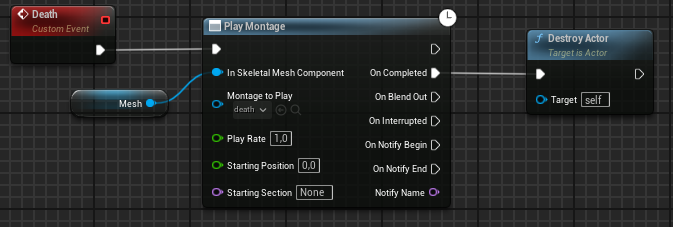 Death
Custom Event
Mesh
Play Montage
In Skeletal Mesh Component
On Completed
Montage to Play
death
On Blend Out
On Interrupted
Play Rate 1,0
On Notify Begin
Starting Position 0,0
On Notify End
Starting Section None
Notify Name
f Destroy Actor
Target is Actor
Target self